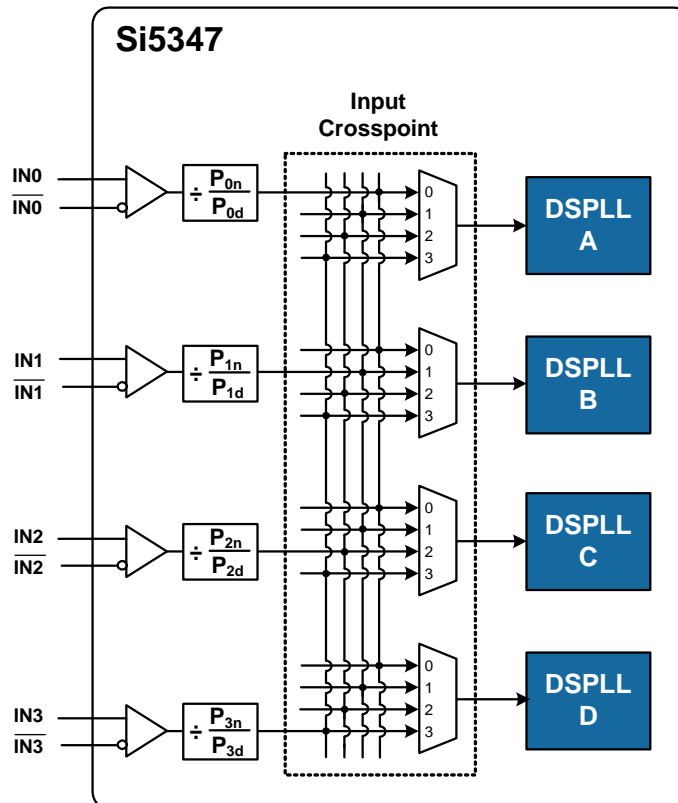 Si5347
Input
Crosspoint
IN0
IN0
÷ P0n
P0d
0
1
2
3
DSPLL
A
IN1
IN1
÷ P1n
P1d
0
1
2
3
DSPLL
B
IN2
IN2
÷ P2n
P2d
0
1
2
3
DSPLL
C
IN3
IN3
÷ P3n
P3d
0
1
2
3
DSPLL
D